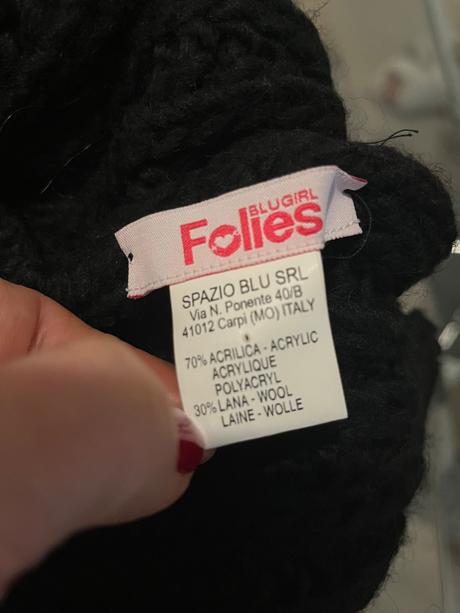 BLUGIRL
Folies
SPAZIO BLU SRL
Via N. Ponente 40/B
41012 Carpi (MO) ITALY
70% ACRILICA - ACRYLIC
ACRYLIQUE
POLYACRYL
30% LANA - WOOL
LAINE - WOLLE